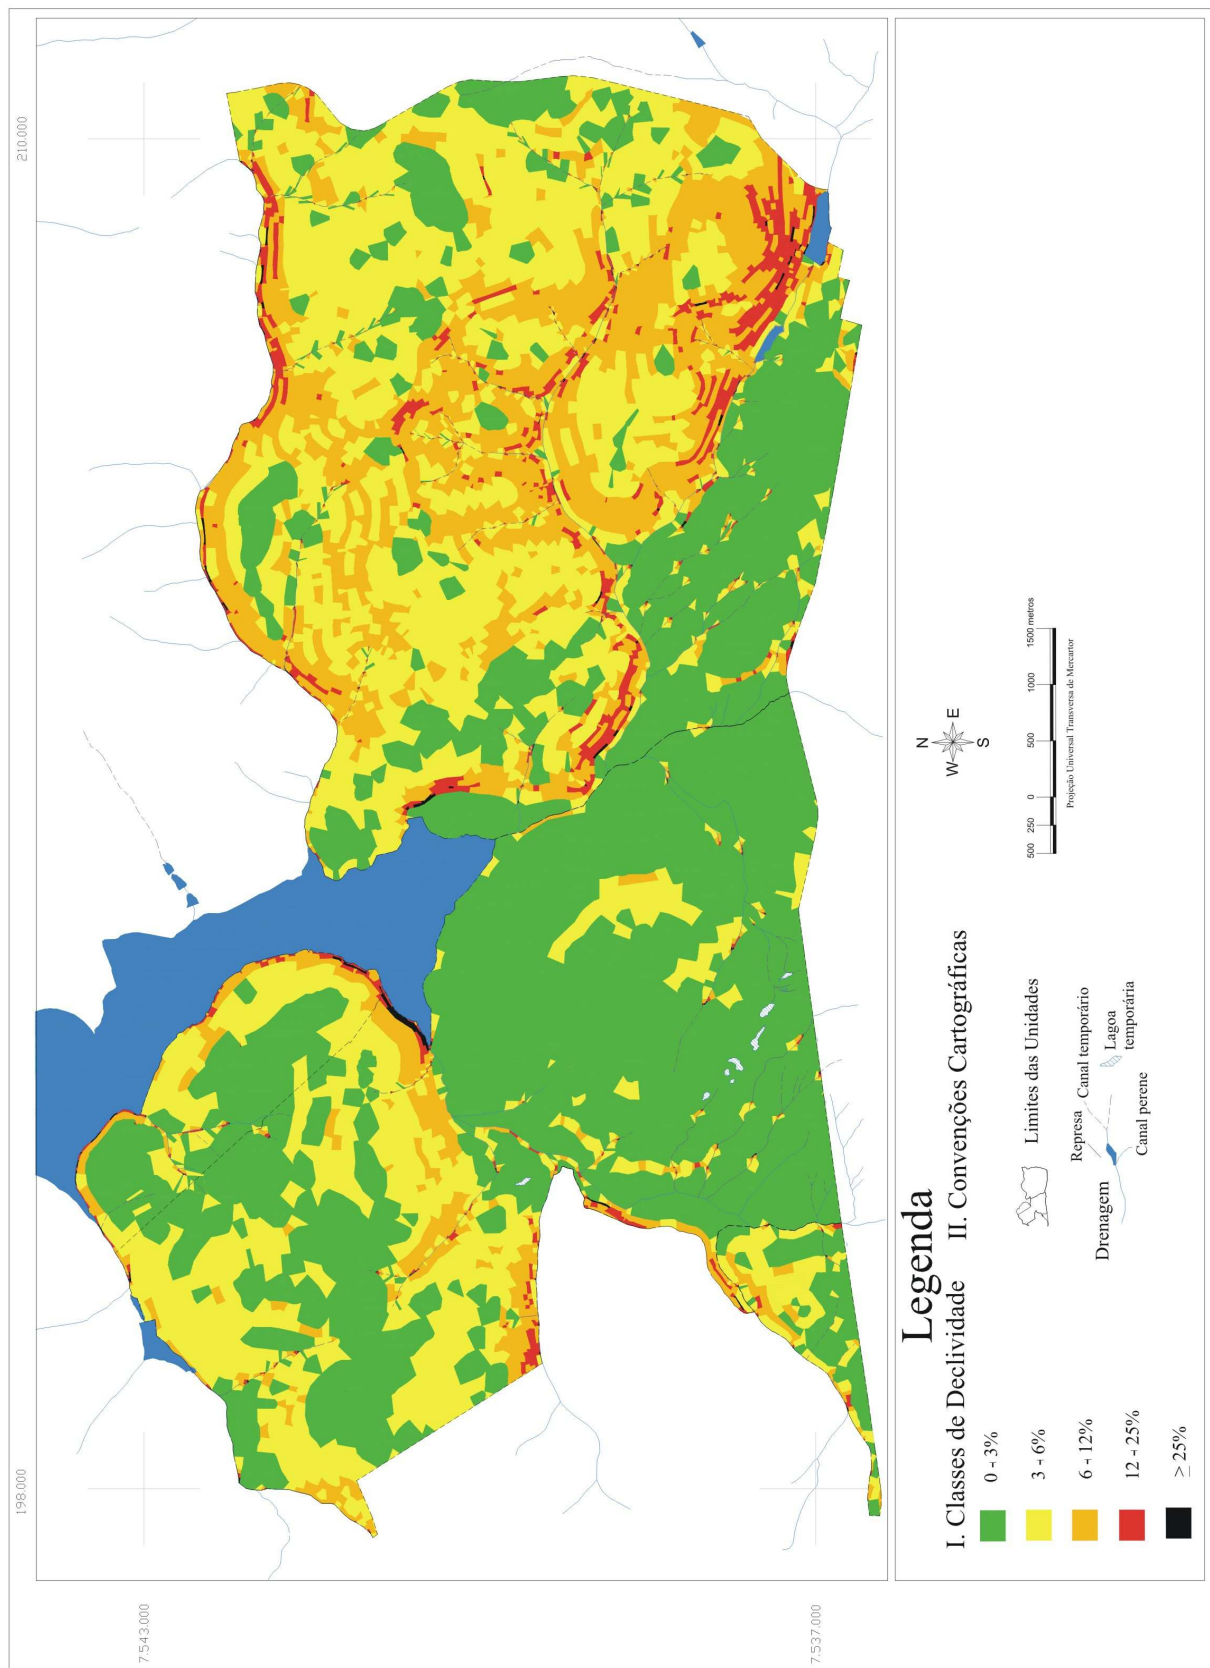 210.000
198.000
7.543.000
7.537.000
Legenda
I. Classes de Declividade
0 ⊣ 3%
3 ⊣ 6%
6 ⊣ 12%
12 ⊣ 25%
≥ 25%
II. Convenções Cartográficas
Limites das Unidades
Drenagem
Represa
Canal temporário
Lagoa
temporária
Canal perene
N
W
E
S
500 250 0 500 1000 1500 metros
Projeção Universal Transversa de Mercartor